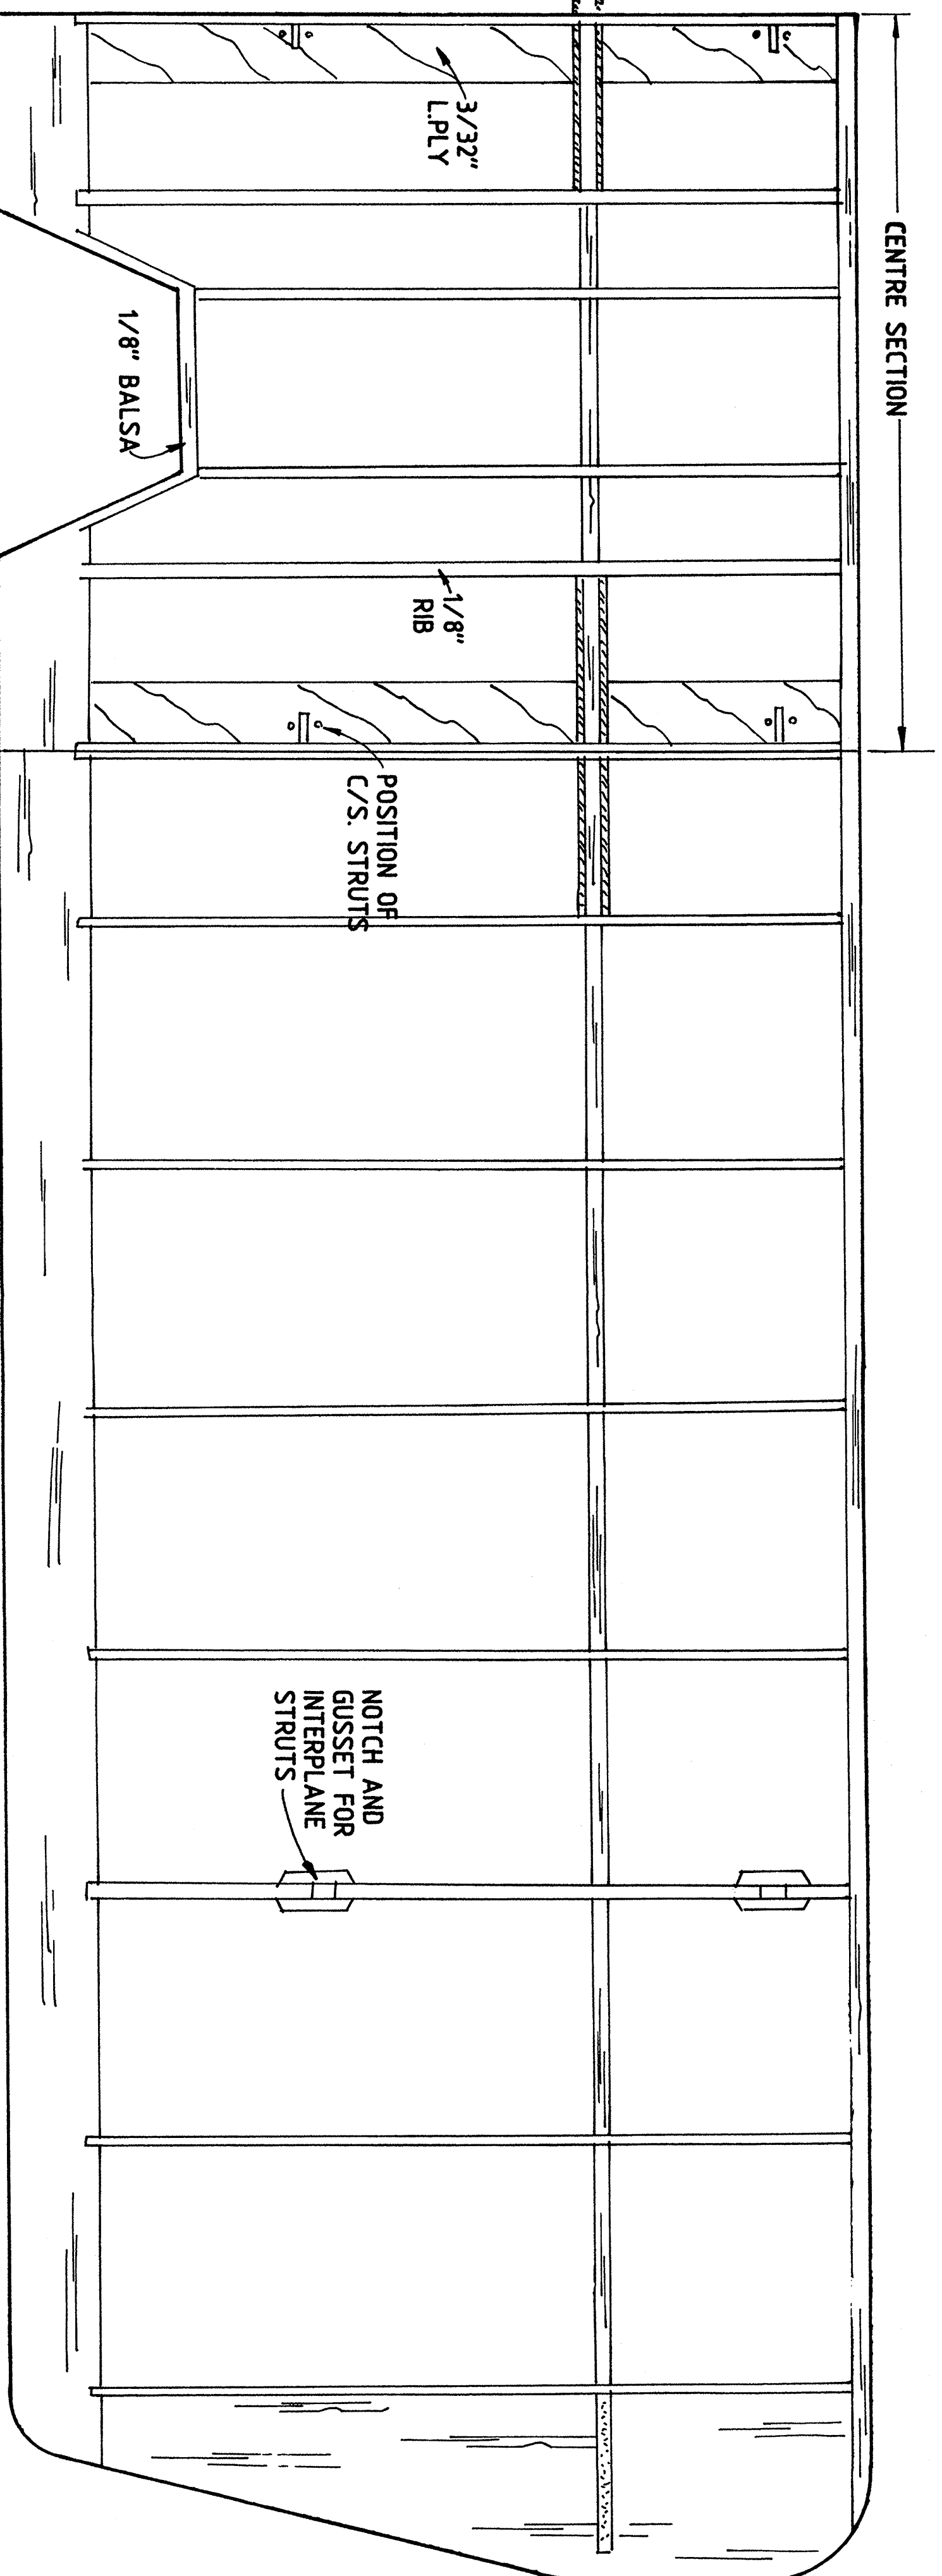 CENTRE SECTION
3/32"
L.PLY
1/8" BALSA
1/8"
RIB
POSITION OF
C/S. STRUTS
NOTCH AND
GUSSET FOR
INTERPLANE
STRUTS